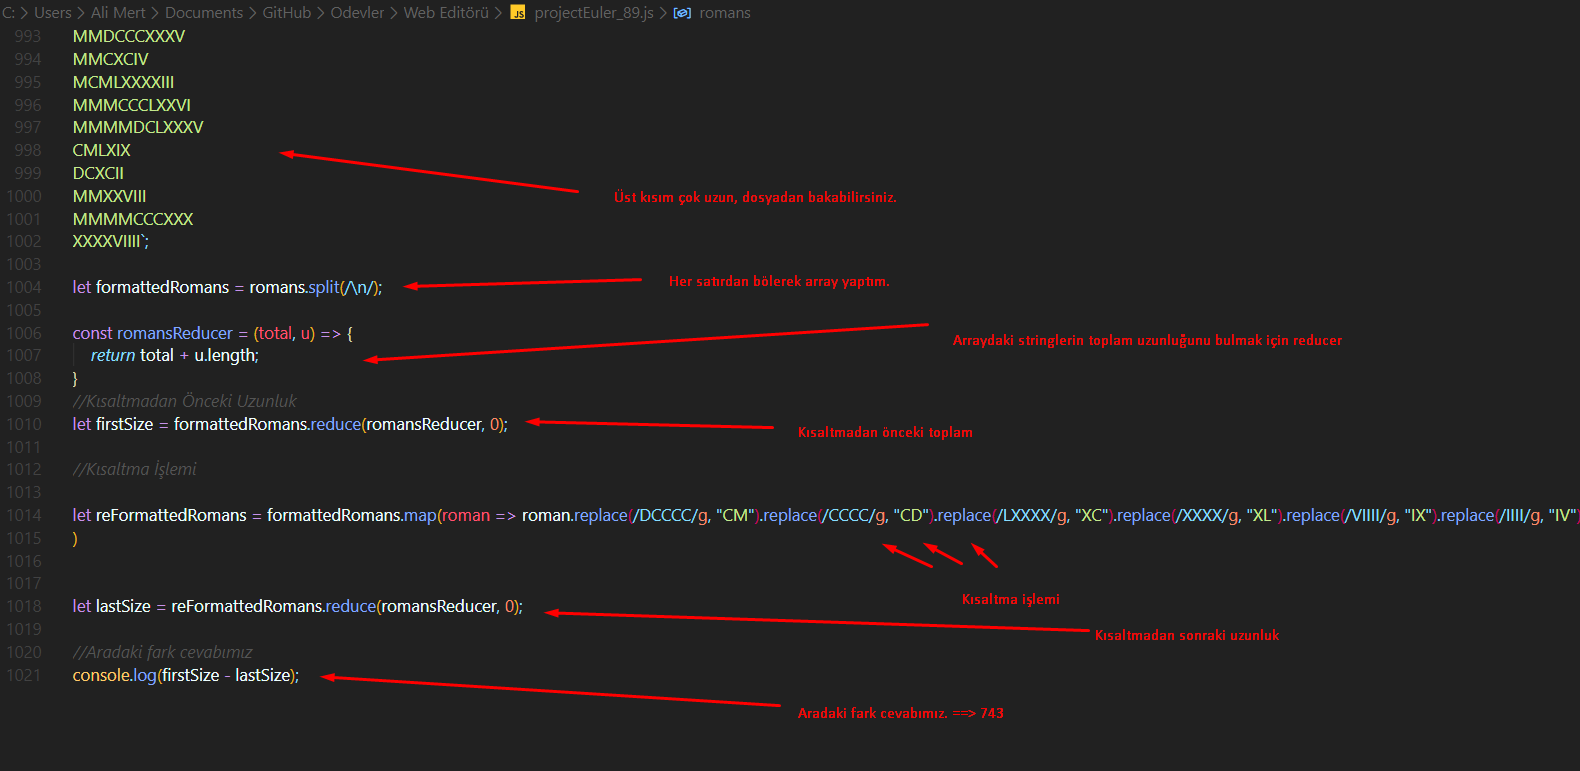 C: > Users > Ali Mert > Documents > GitHub > Odevler > Web Editörü > JS projectEuler_89.js > romans
993 MMDCCCXXXV
994 MMCXCIV
995 MCMLXXXXIII
996 MMMCCCLXXVI
997 MMMMDCLXXXV
998 CMLXIX
999 DCXCII
1000 MMXXVIII
Üst kısım çok uzun, dosyadan bakabilirsiniz.
1001 MMMMCCCXXX
1002 XXXXVIIII`;
1003
1004 let formattedRomans = romans.split(/\n/);
Her satırdan bölerek array yaptım.
1005
1006 const romansReducer = (total, u) => {
1007 return total + u.length;
Arraydaki stringlerin toplam uzunluğunu bulmak için reducer
1008 }
1009 //Kısaltmadan Önceki Uzunluk
1010 let firstSize = formattedRomans.reduce(romansReducer, 0);
Kısaltmadan önceki toplam
1011
1012 //Kısaltma İşlemi
1013
1014 let reFormattedRomans = formattedRomans.map(roman => roman.replace(/DCCCC/g, "CM").replace(/CCCC/g, "CD").replace(/LXXXX/g, "XC").replace(/XXXX/g, "XL").replace(/VIIII/g, "IX").replace(/IIII/g, "IV")
1015 )
1016
1017
Kısaltma işlemi
1018 let lastSize = reFormattedRomans.reduce(romansReducer, 0);
1019
Kısaltmadan sonraki uzunluk
1020 //Aradaki fark cevabımız
1021 console.log(firstSize - lastSize);
Aradaki fark cevabımız. ==> 743